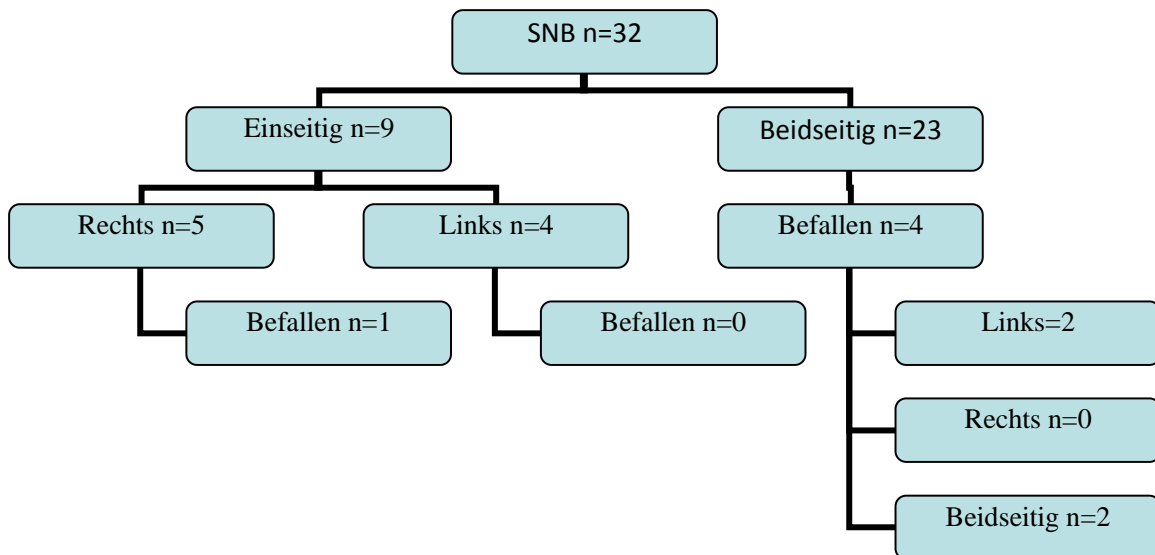 SNB n=32
Einseitig n=9
Beidseitig n=23
Rechts n=5
Links n=4
Befallen n=4
Befallen n=1
Befallen n=0
Links=2
Rechts n=0
Beidseitig n=2